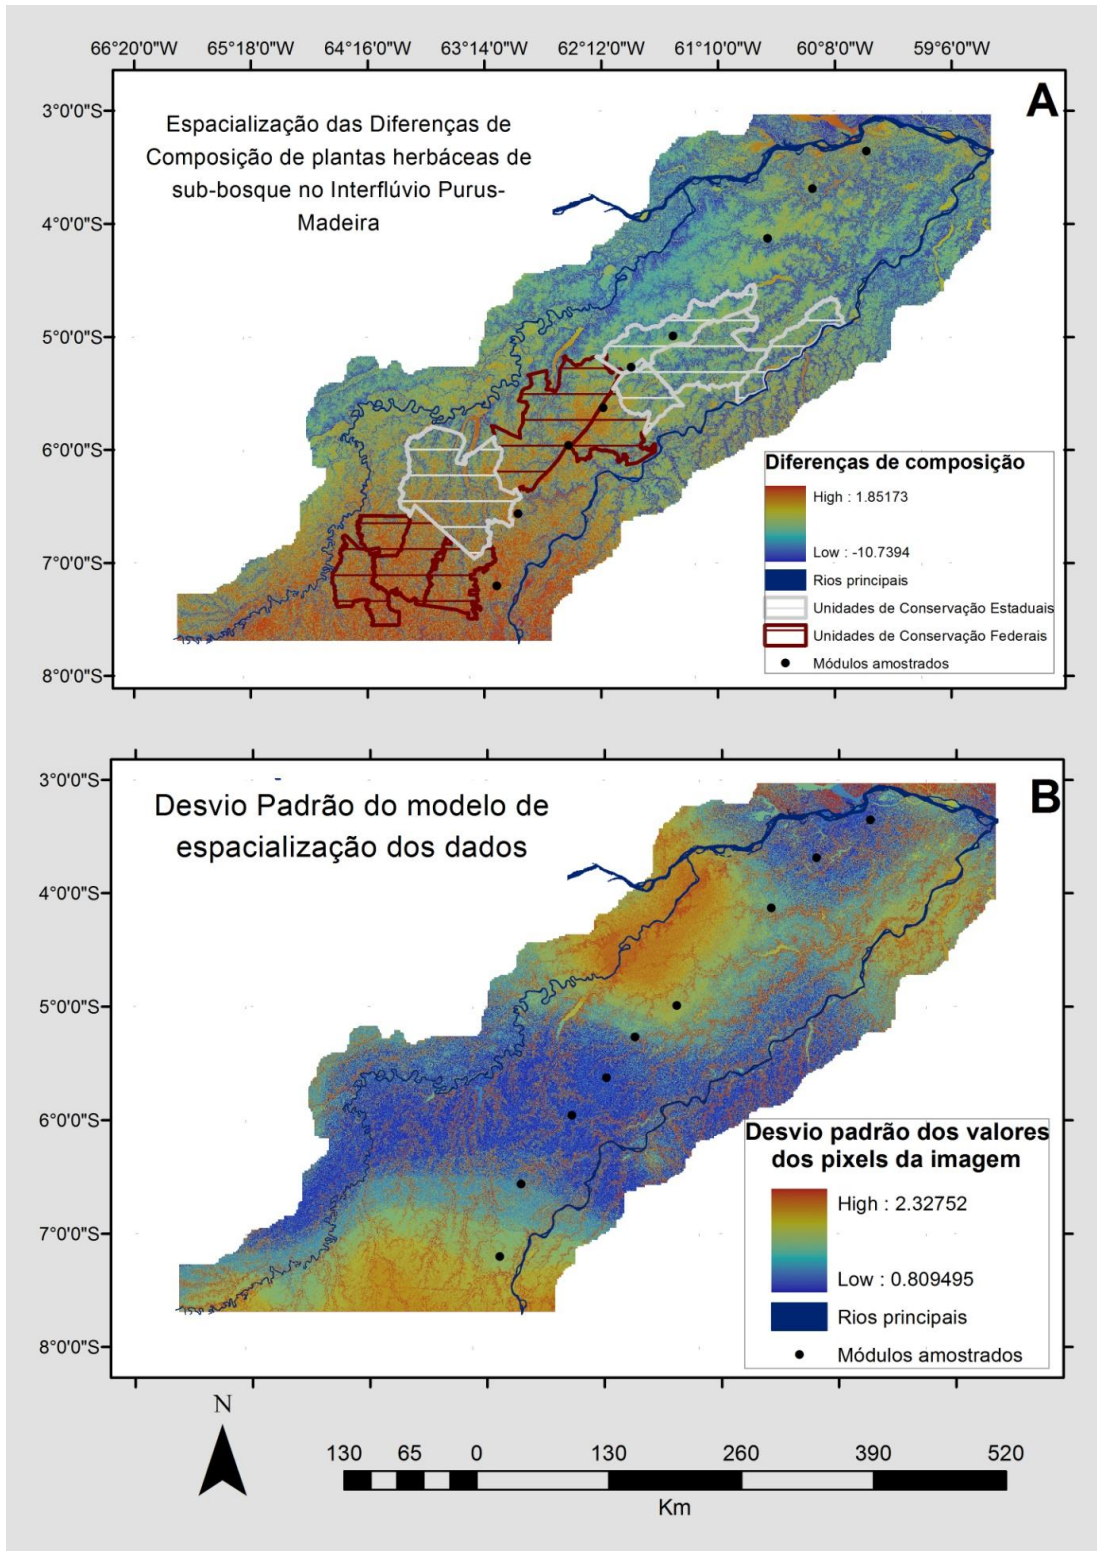 66°20'0"W 65°18'0"W 64°16'0"W 63°14'0"W 62°12'0"W 61°10'0"W 60°8'0"W 59°6'0"W
A
3°0'0"S
Espacialização das Diferenças de
Composição de plantas herbáceas de
sub-bosque no Interflúvio Purus-
Madeira
4°0'0"S
5°0'0"S
6°0'0"S
7°0'0"S
8°0'0"S
Diferenças de composição
High : 1.85173
Low : -10.7394
Rios principais
Unidades de Conservação Estaduais
Unidades de Conservação Federais
Módulos amostrados
B
3°0'0"S
Desvio Padrão do modelo de
espacialização dos dados
4°0'0"S
5°0'0"S
6°0'0"S
7°0'0"S
8°0'0"S
Desvio padrão dos valores
dos pixels da imagem
High : 2.32752
Low : 0.809495
Rios principais
Módulos amostrados
N
130 65 0 130 260 390 520
Km